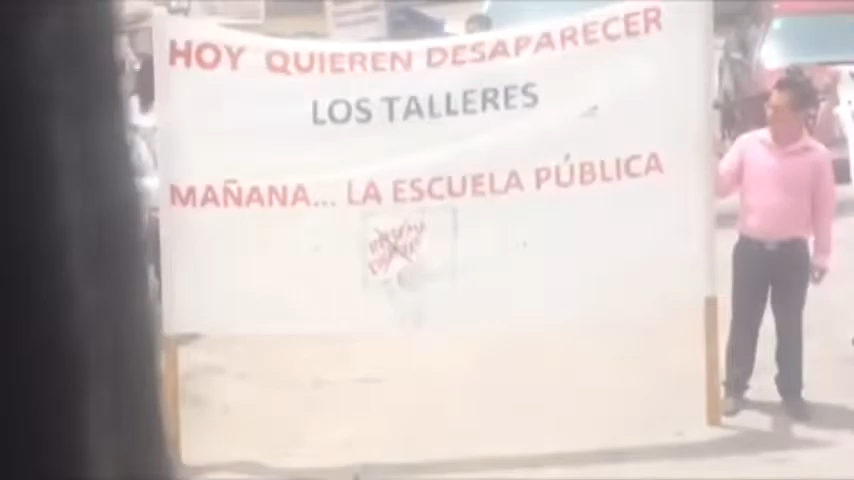 HOY QUIEREN DESAPARECER
LOS TALLERES
MAÑANA... LA ESCUELA PÚBLICA